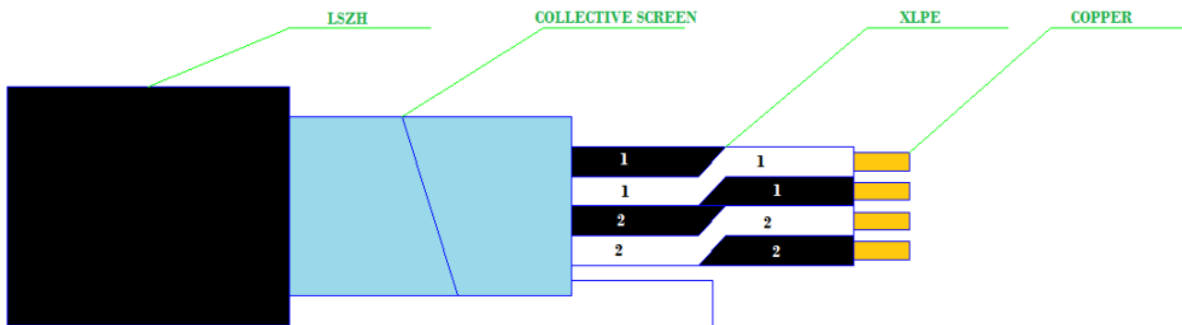 LSZH
COLLECTIVE SCREEN
XLPE
COPPER
1 1
1 1
2 2
2 2